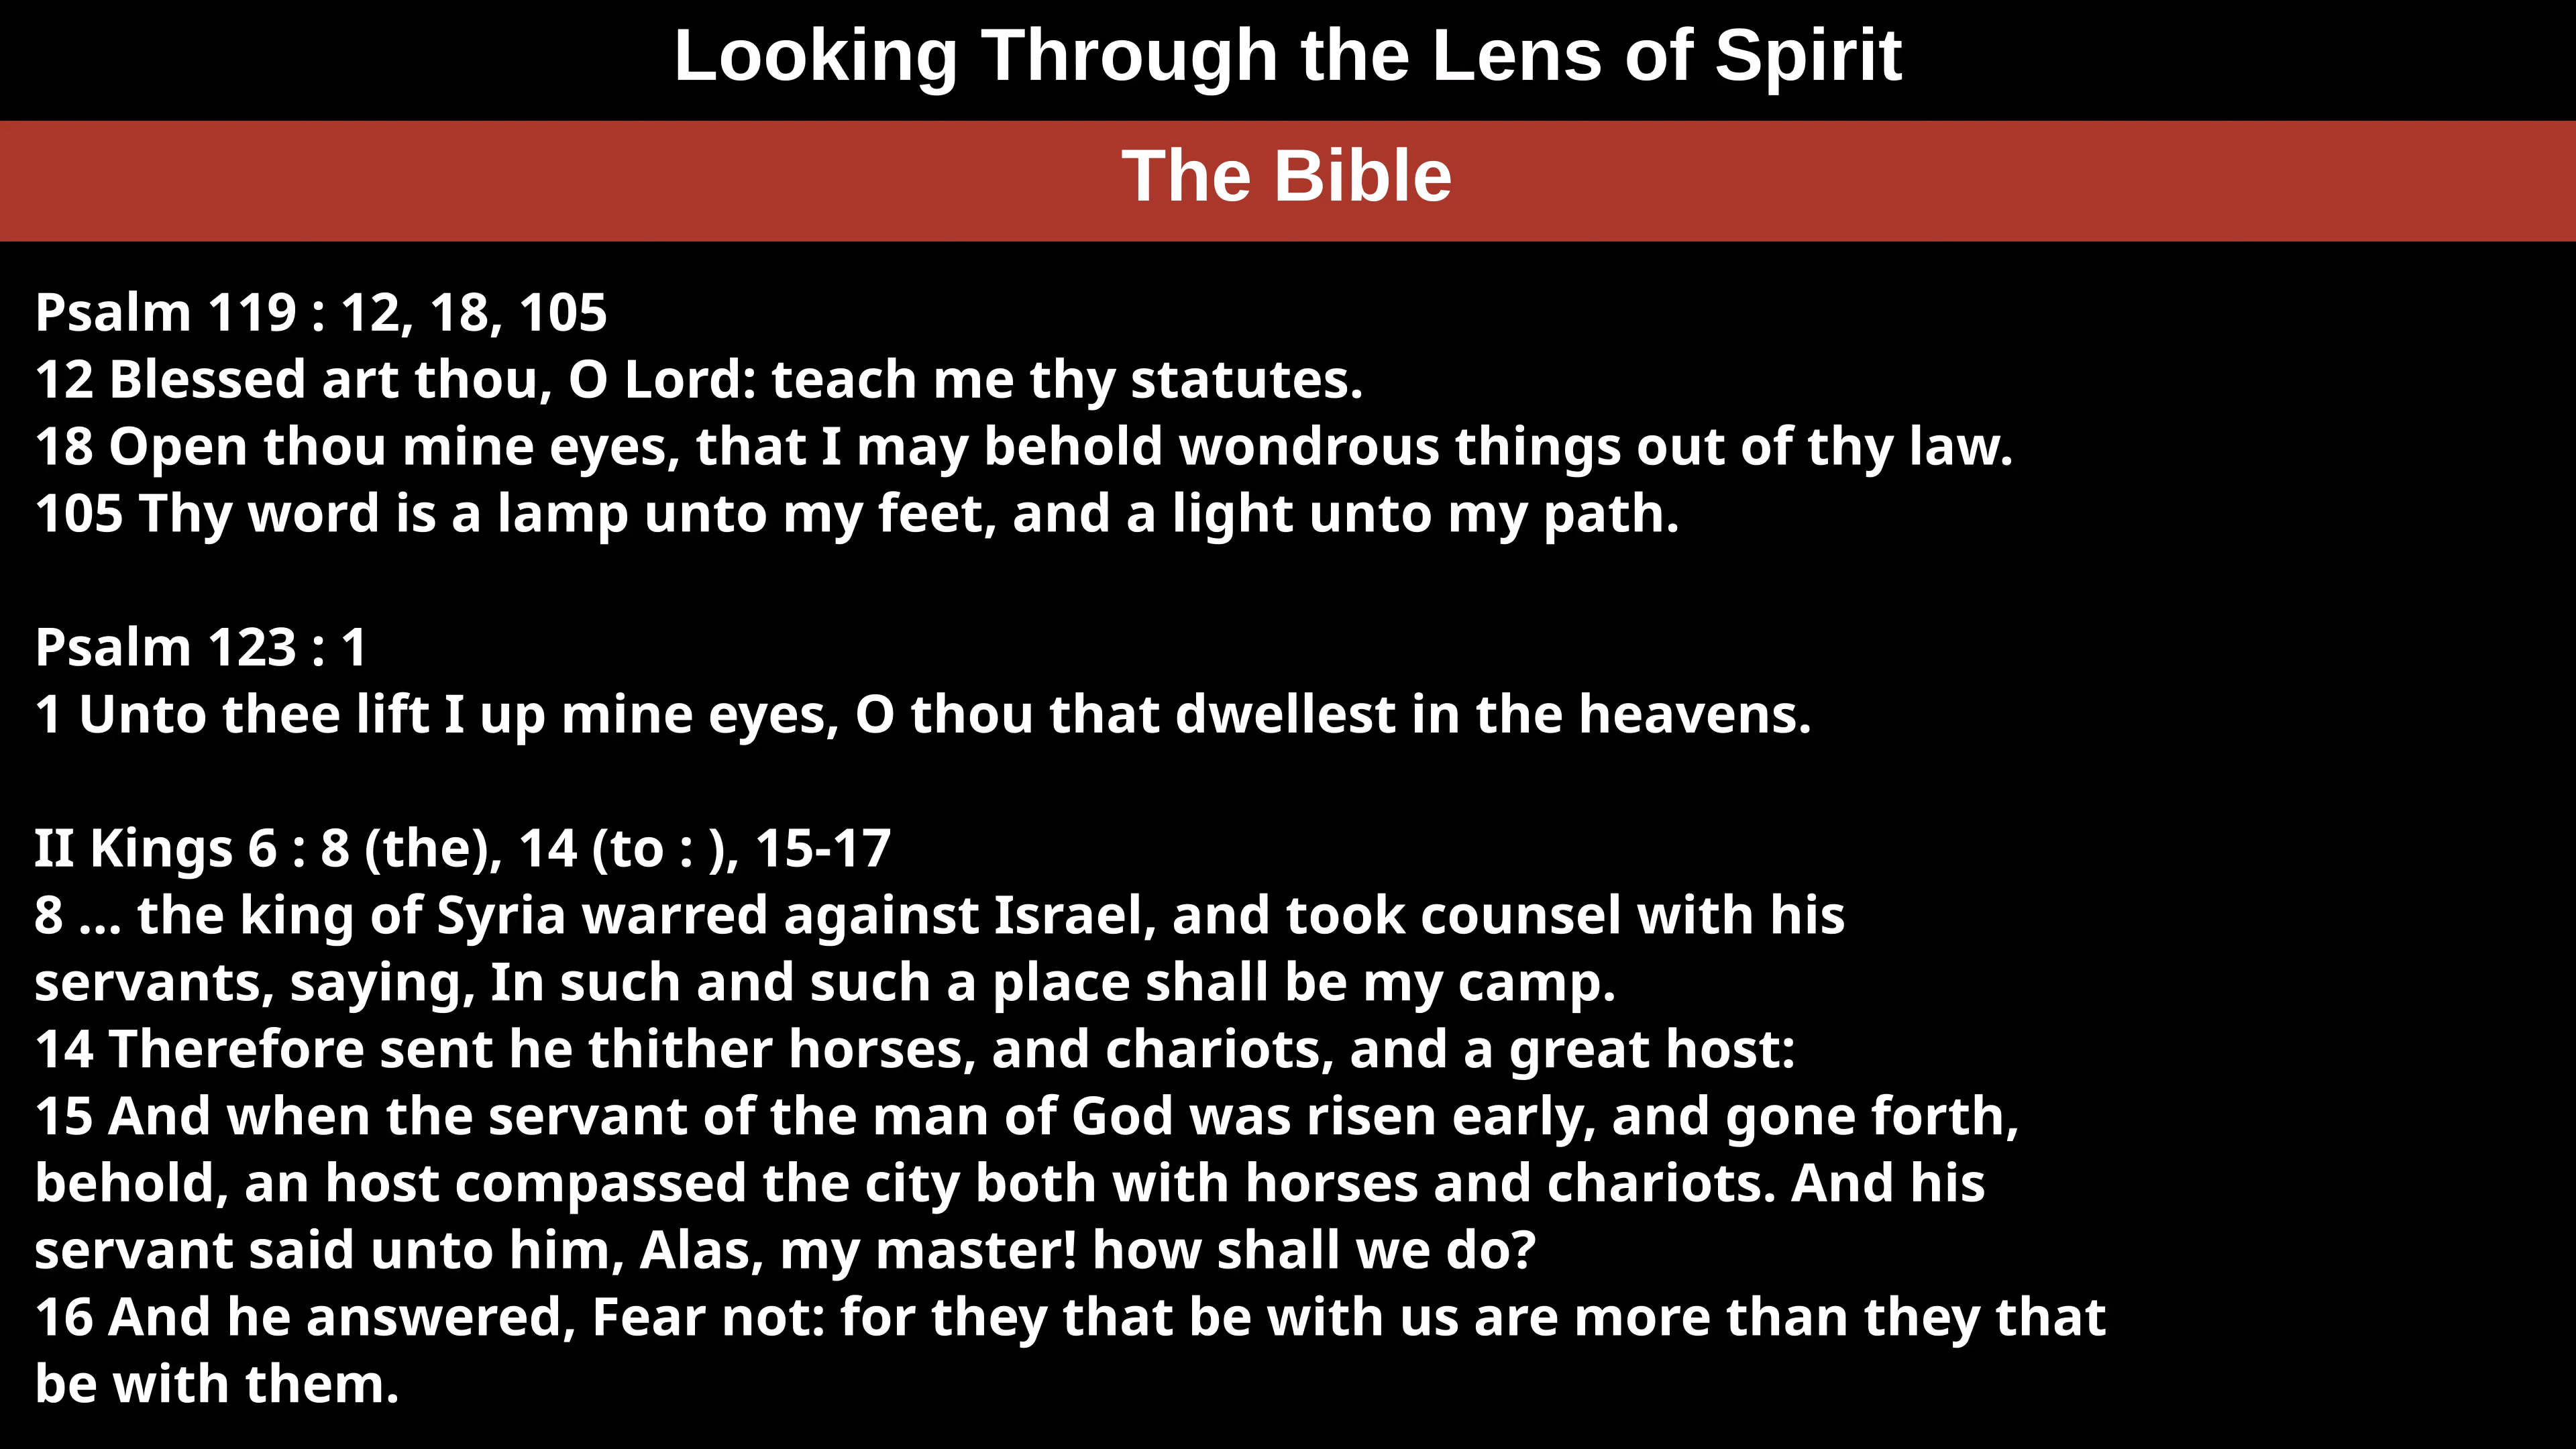 Looking Through the Lens of Spirit
The Bible
Psalm 119 : 12, 18, 105
12 Blessed art thou, O Lord: teach me thy statutes.
18 Open thou mine eyes, that I may behold wondrous things out of thy law.
105 Thy word is a lamp unto my feet, and a light unto my path.
Psalm 123 : 1
1 Unto thee lift I up mine eyes, O thou that dwellest in the heavens.
II Kings 6 : 8 (the), 14 (to : ), 15-17
8 ... the king of Syria warred against Israel, and took counsel with his
servants, saying, In such and such a place shall be my camp.
14 Therefore sent he thither horses, and chariots, and a great host:
15 And when the servant of the man of God was risen early, and gone forth,
behold, an host compassed the city both with horses and chariots. And his
servant said unto him, Alas, my master! how shall we do?
16 And he answered, Fear not: for they that be with us are more than they that
be with them.